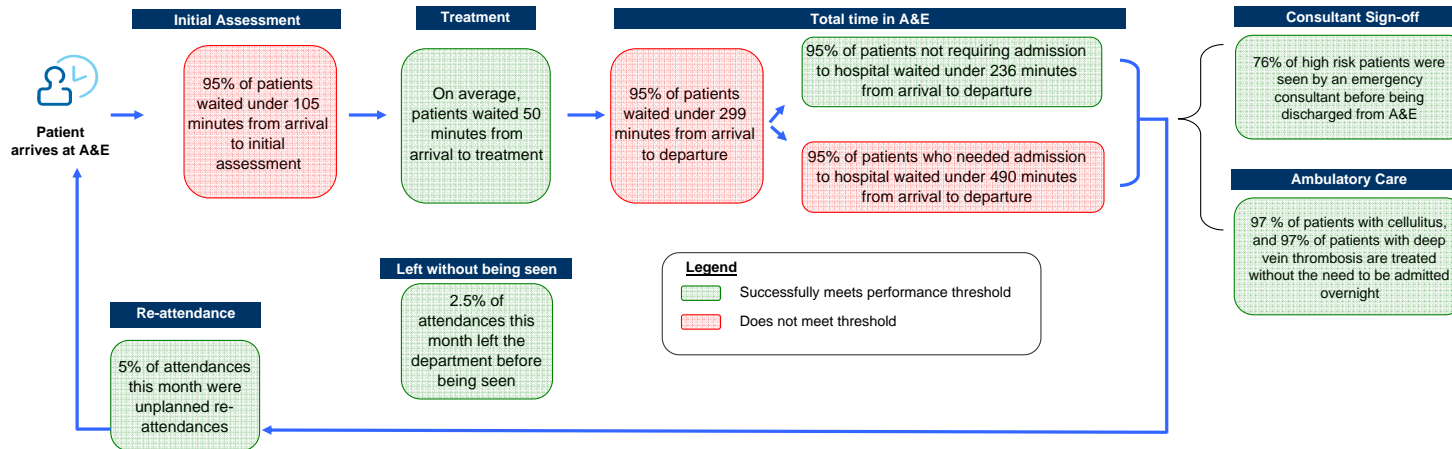 Initial Assessment
Treatment
Total time in A&E
Consultant Sign-off
Patient
arrives at A&E
95% of patients
waited under 105
minutes from arrival
to initial
assessment
On average,
patients waited 50
minutes from
arrival to treatment
95% of patients
waited under 299
minutes from arrival
to departure
95% of patients not requiring admission
to hospital waited under 236 minutes
from arrival to departure
95% of patients who needed admission
to hospital waited under 490 minutes
from arrival to departure
76% of high risk patients were
seen by an emergency
consultant before being
discharged from A&E
Ambulatory Care
97 % of patients with cellulitus,
and 97% of patients with deep
vein thrombosis are treated
without the need to be admitted
overnight
Left without being seen
2.5% of
attendances this
month left the
department before
being seen
Legend
Successfully meets performance threshold
Does not meet threshold
Re-attendance
5% of attendances
this month were
unplanned re-
attendances